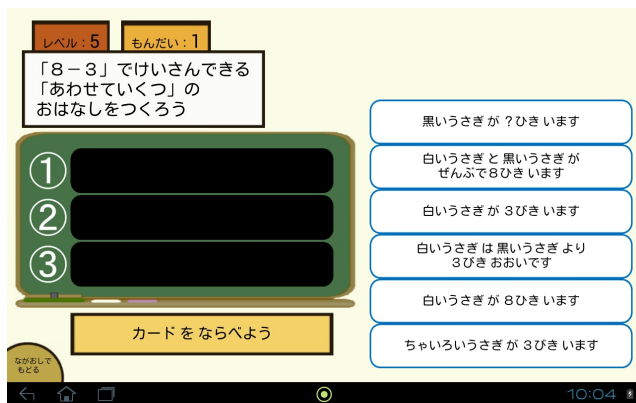 レベル：5
もんだい：1
「８－３」でけいさんできる
「あわせていくつ」の
おはなしをつくろう
①
②
③
カード を ならべよう
黒いうさぎ が ？ひき います
白いうさぎ と 黒いうさぎ が
ぜんぶで８ひき います
白いうさぎ が ３びき います
白いうさぎ は 黒いうさぎ より
３びき おおいです
白いうさぎ が ８ひき います
ちゃいろいうさぎ が ３びき います
ながおしで
もどる
10:04